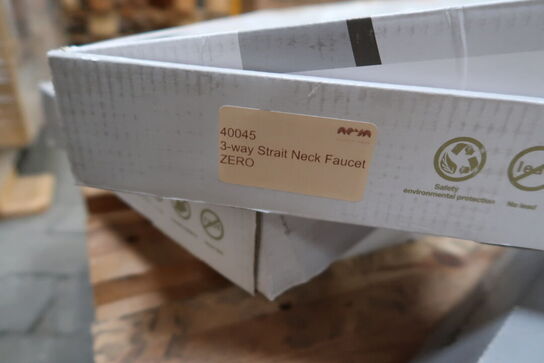 40045
3-way Strait Neck Faucet
ZERO
Safety
environmental protection
No lead